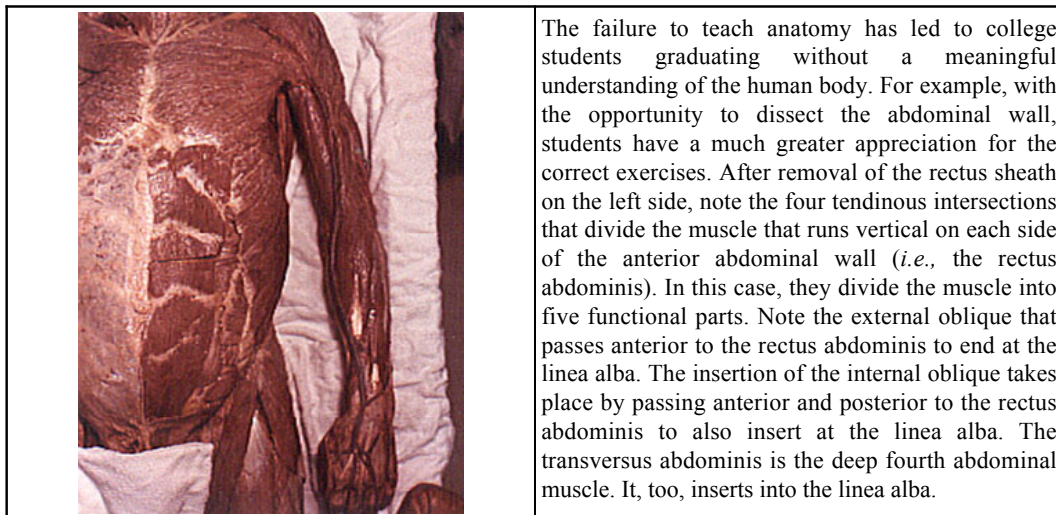 The failure to teach anatomy has led to college
students graduating without a meaningful
understanding of the human body. For example, with
the opportunity to dissect the abdominal wall,
students have a much greater appreciation for the
correct exercises. After removal of the rectus sheath
on the left side, note the four tendinous intersections
that divide the muscle that runs vertical on each side
of the anterior abdominal wall (i.e., the rectus
abdominis). In this case, they divide the muscle into
five functional parts. Note the external oblique that
passes anterior to the rectus abdominis to end at the
linea alba. The insertion of the internal oblique takes
place by passing anterior and posterior to the rectus
abdominis to also insert at the linea alba. The
transversus abdominis is the deep fourth abdominal
muscle. It, too, inserts into the linea alba.